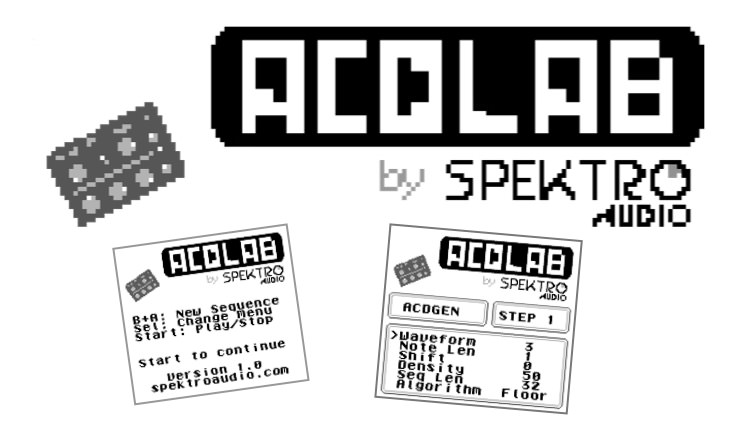 ACDLAB
by SPEKTRO
AUDIO
ACDLAB
by SPEKTRO
AUDIO
B+A: New Sequence
Sel: Change Menu
Start: Play/Stop
Start to continue
Version 1.0
spektroaudio.com
ACDLAB
by SPEKTRO
AUDIO
ACDGEN STEP 1
>Waveform 3
Note Len 1
Shift 0
Density 50
Seq Len 32
Algorithm Floor